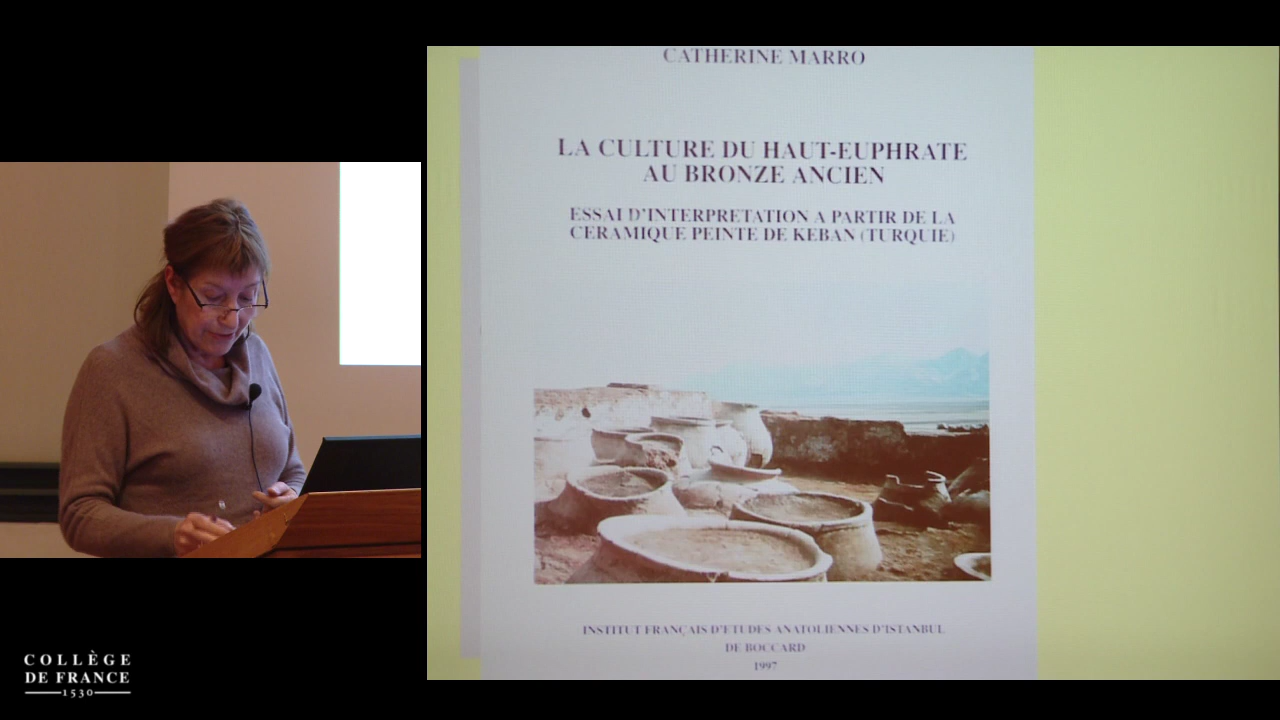 CATHERINE MARRO
LA CULTURE DU HAUT-EUPHRATE
AU BRONZE ANCIEN
ESSAI D'INTERPRETATION A PARTIR DE LA
CERAMIQUE PEINTE DE KEBAN (TURQUIE)
INSTITUT FRANÇAIS D'ETUDES ANATOLIENNES D'ISTANBUL
DE BOCCARD
1997
COLLÈGE
DE FRANCE
1530